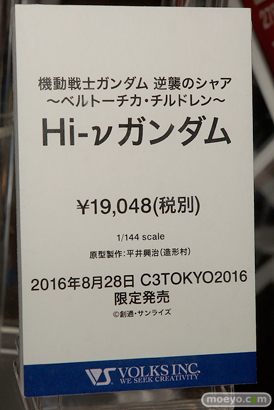 機動戦士ガンダム 逆襲のシャア
～ベルトーチカ・チルドレン～
Hi-νガンダム
¥19,048(税別)
1/144 scale
原型製作：平井興治(造形村)
2016年8月28日 C3TOKYO2016
限定発売
©創通・サンライズ
VS VOLKS INC.
WE SEEK CREATIVITY
moeyo.com